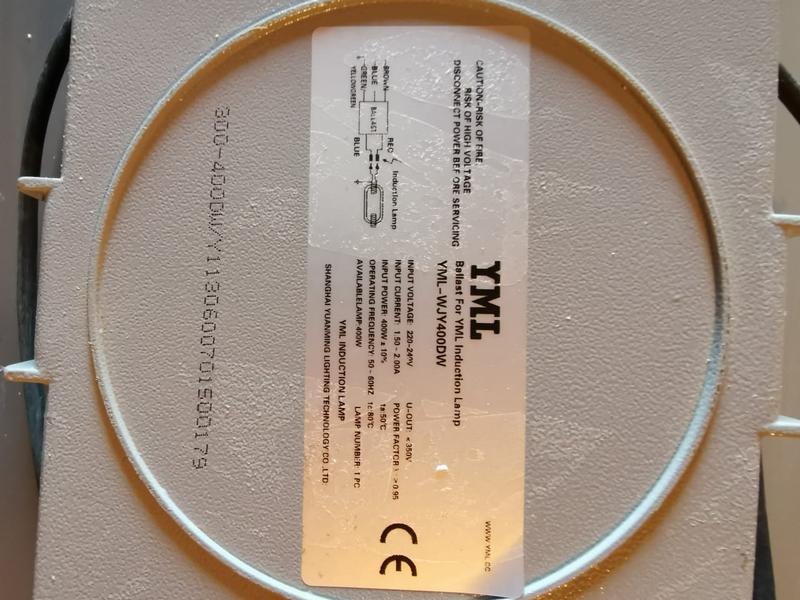 CAUTION-RISK OF FIRE
RISK OF HIGH VOLTAGE
DISCONNECT POWER BEFORE SERVICING
BROWN
BLUE
GREEN/
YELLOWGREEN
BALLAST
RED
BLUE
Induction Lamp
YML
Ballast For YML Induction Lamp
YML-WJY400DW
INPUT VOLTAGE: 220-240V U-OUT: <350V
INPUT CURRENT: 1.50 - 2.00A POWER FACTOR λ: >0.95
INPUT POWER: 400W±10% ta:50℃
OPERATING FREQUENCY: 50 - 60HZ tc:80℃
AVAILABLELAMP:400W LAMP NUMBER: 1 PC
YML INDUCTION LAMP
SHANGHAI YUANMING LIGHTING TECHNOLOGY CO.,LTD.
WWW.YML.CC
CE
300-400DW/Y1180600701500179